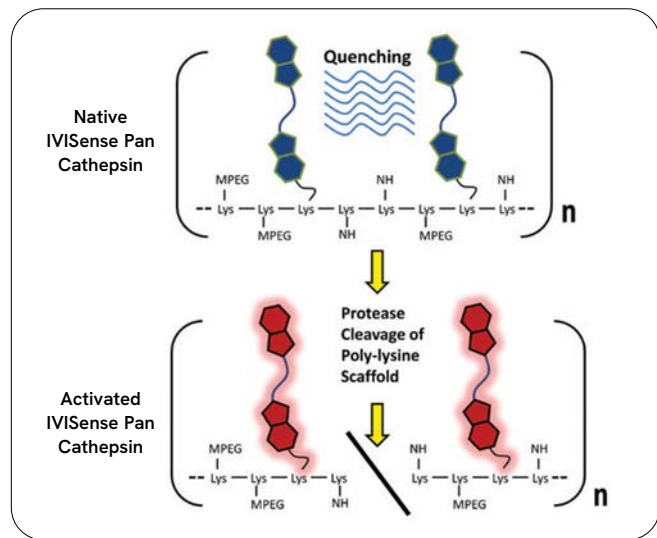 Quenching
Native
IVISense Pan
Cathepsin
MPEG NH NH
-- Lys — Lys — Lys — Lys — Lys — Lys — Lys — Lys --
MPEG NH MPEG
n
Protease
Cleavage of
Poly-lysine
Scaffold
Activated
IVISense Pan
Cathepsin
MPEG NH NH
-- Lys — Lys — Lys — Lys Lys — Lys — Lys — Lys --
MPEG NH MPEG
n